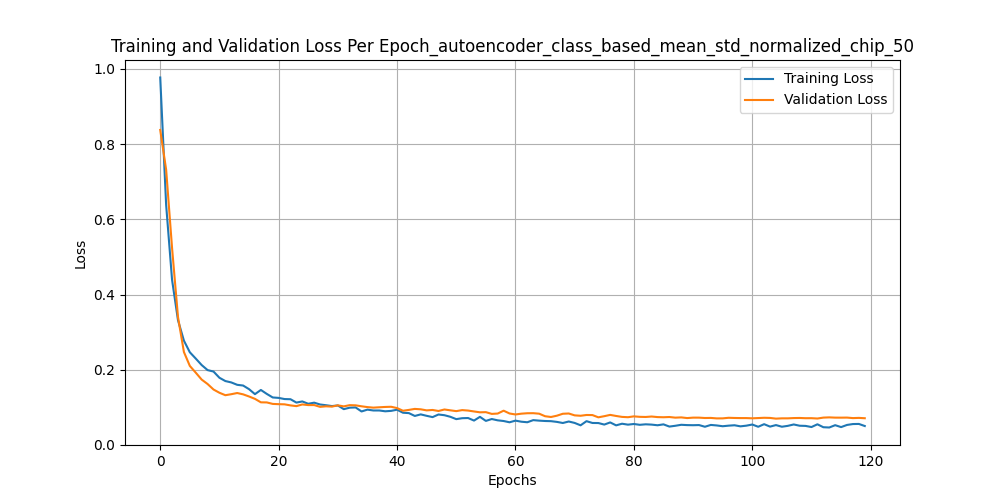 Training and Validation Loss Per Epoch_autoencoder_class_based_mean_std_normalized_chip_50
Training Loss
Validation Loss
1.0
0.8
0.6
0.4
0.2
0.0
Loss
0 20 40 60 80 100 120
Epochs